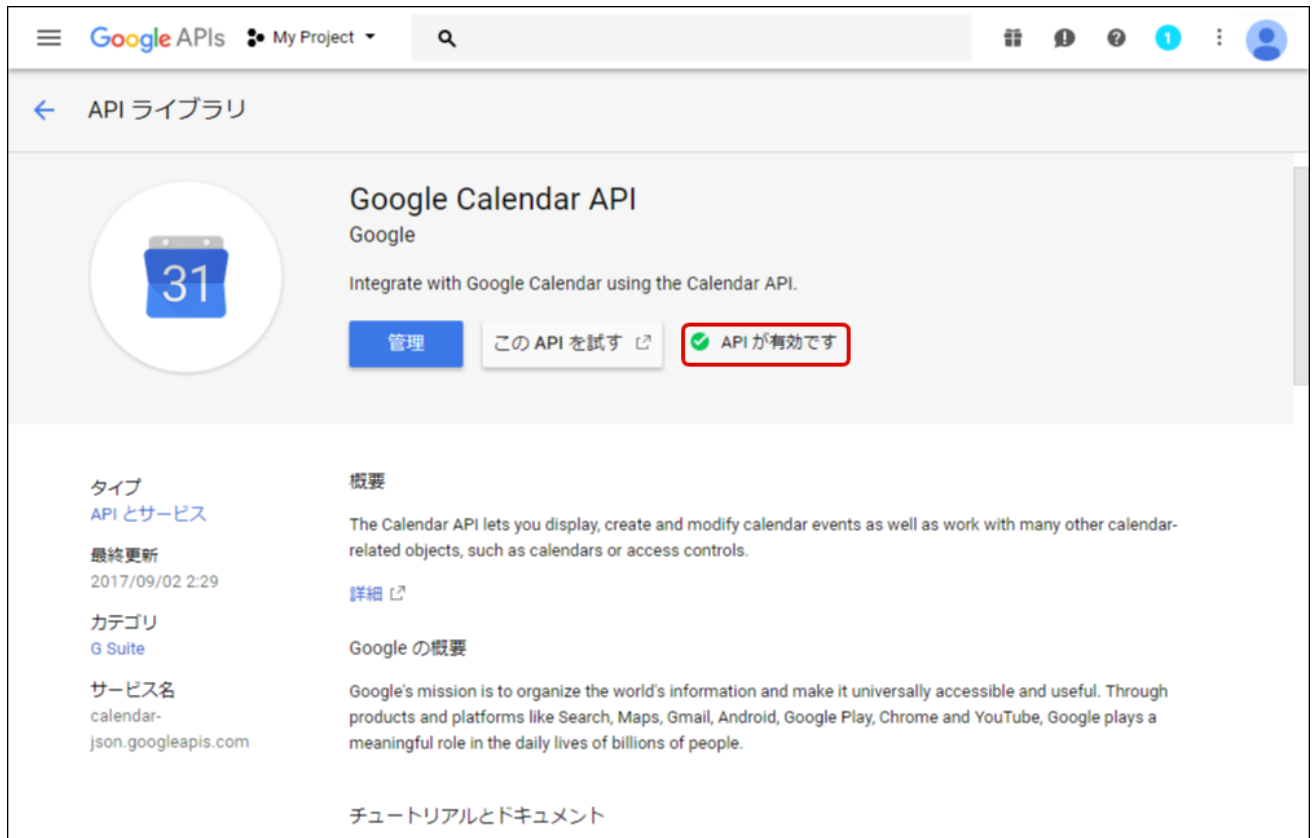 Google APIs My Project 1
API ライブラリ
31
Google Calendar API
Google
Integrate with Google Calendar using the Calendar API.
管理 この API を試す API が有効です
タイプ
API とサービス
最終更新
2017/09/02 2:29
カテゴリ
G Suite
サービス名
calendar-
json.googleapis.com
概要
The Calendar API lets you display, create and modify calendar events as well as work with many other calendar-
related objects, such as calendars or access controls.
詳細
Google の概要
Google's mission is to organize the world's information and make it universally accessible and useful. Through
products and platforms like Search, Maps, Gmail, Android, Google Play, Chrome and YouTube, Google plays a
meaningful role in the daily lives of billions of people.
チュートリアルとドキュメント